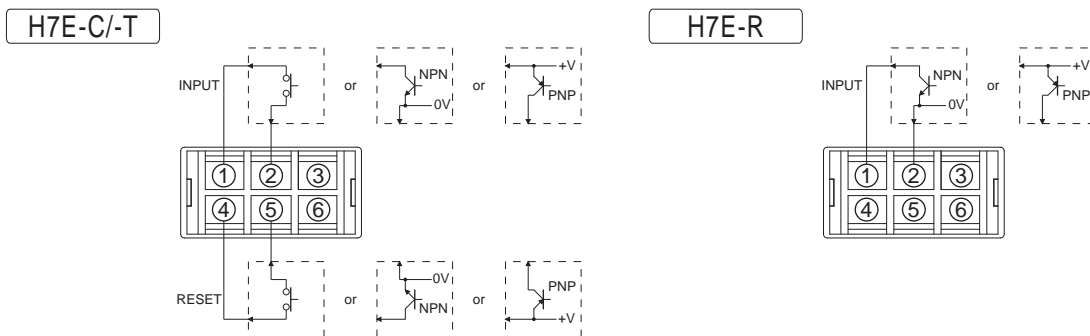 H7E-C/-T
INPUT
or
NPN
0V
or
+V
PNP
1 2 3
4 5 6
RESET
or
0V
NPN
or
PNP
+V
H7E-R
INPUT
NPN
0V
or
+V
PNP
1 2 3
4 5 6